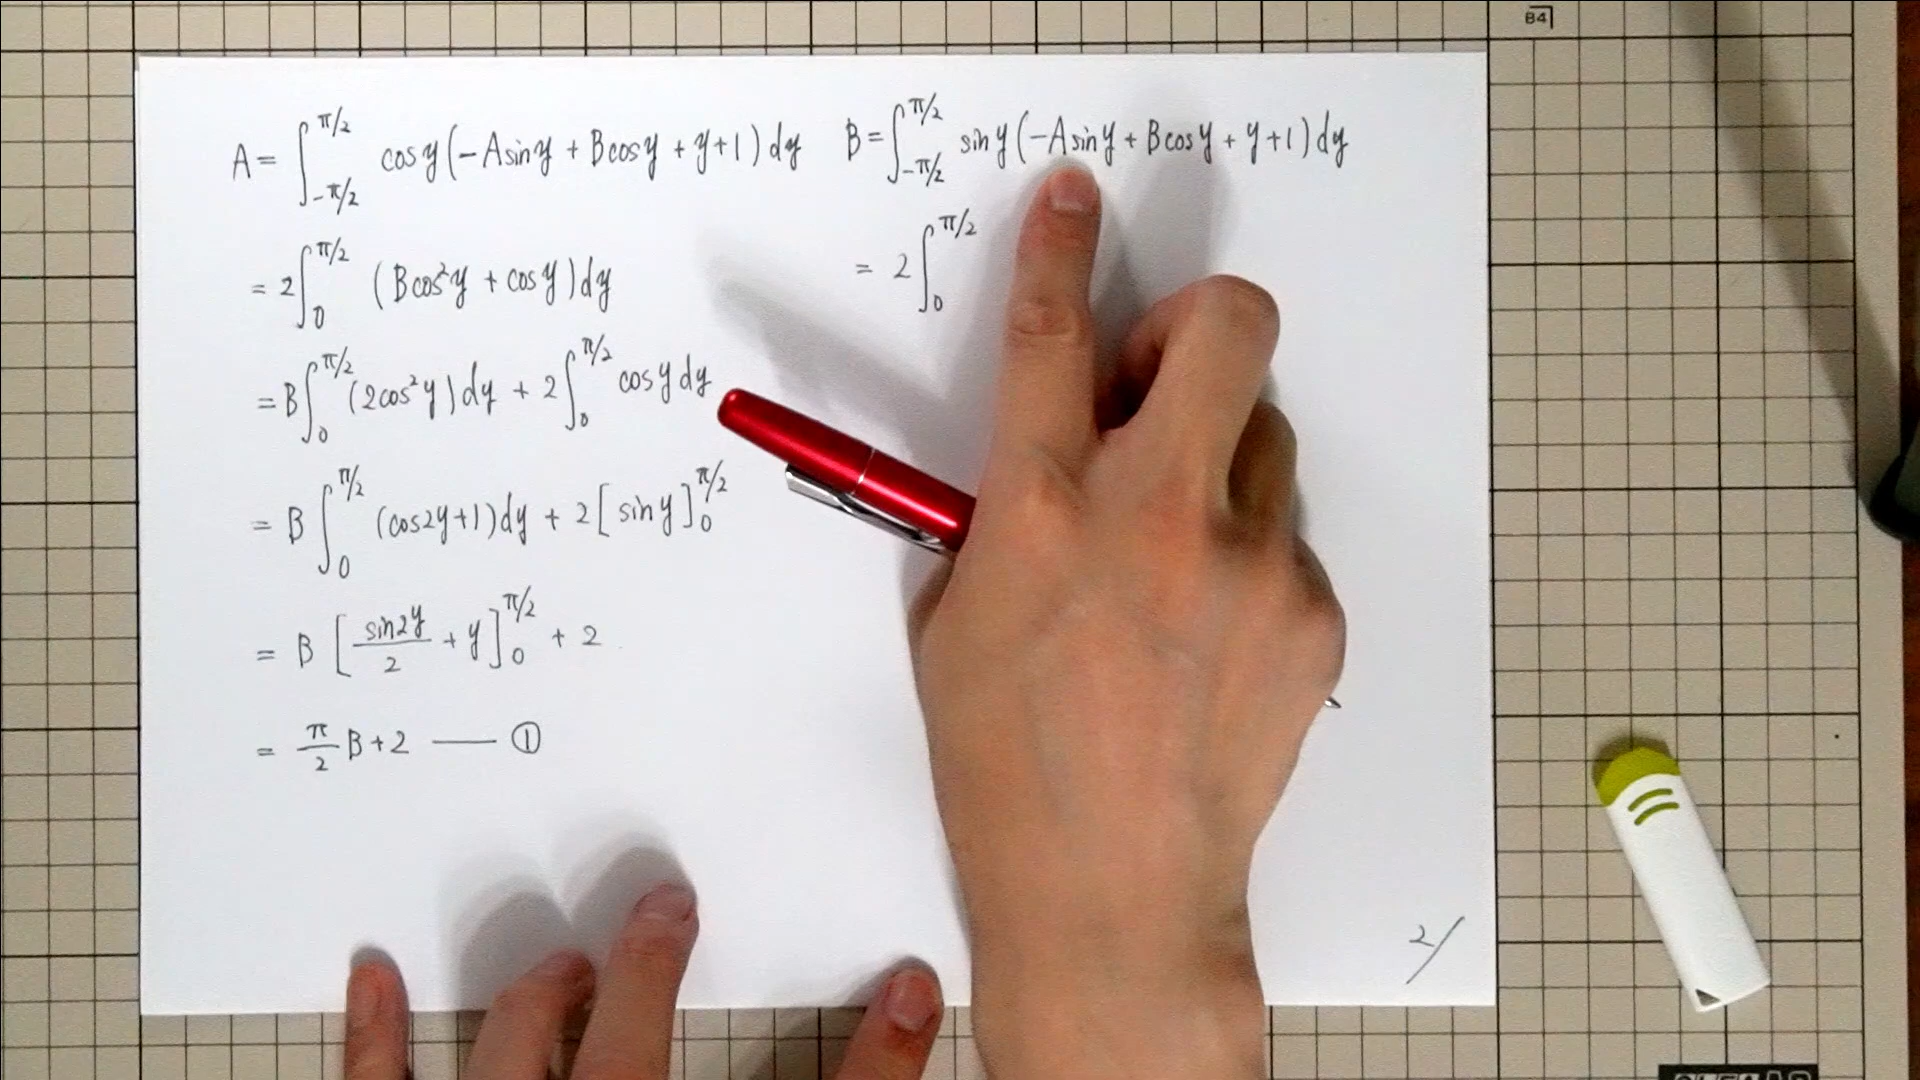 A = ∫_{-π/2}^{π/2} cos y (-A sin y + B cos y + y + 1) dy
= 2∫_0^{π/2} (B cos² y + cos y) dy
= B∫_0^{π/2} (2cos² y) dy + 2∫_0^{π/2} cos y dy
= B∫_0^{π/2} (cos2y + 1) dy + 2[sin y]_0^{π/2}
= B[sin2y/2 + y]_0^{π/2} + 2
= π/2 B + 2 —— ①
B = ∫_{-π/2}^{π/2} sin y (-A sin y + B cos y + y + 1) dy
= 2∫_0^{π/2}
2/
B4